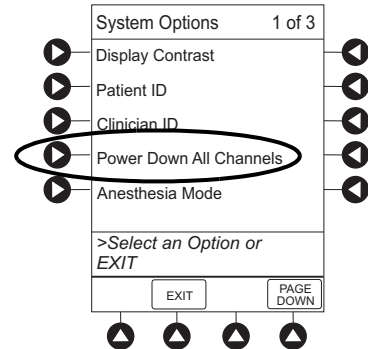 System Options 1 of 3
Display Contrast
Patient ID
Clinician ID
Power Down All Channels
Anesthesia Mode
>Select an Option or
EXIT
EXIT
PAGE
DOWN